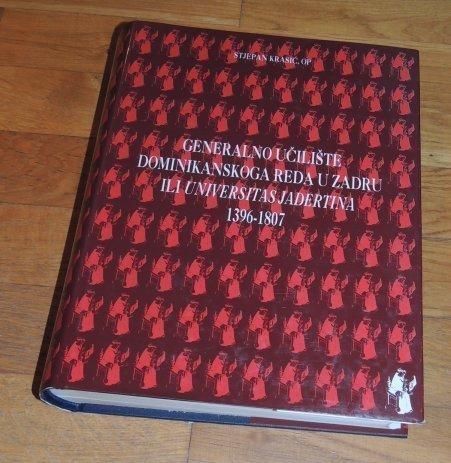 STJEPAN KRASIĆ, OP
GENERALNO UČILIŠTE
DOMINIKANSKOGA REDA U ZADRU
ILI UNIVERSITAS JADERTINA
1396-1807